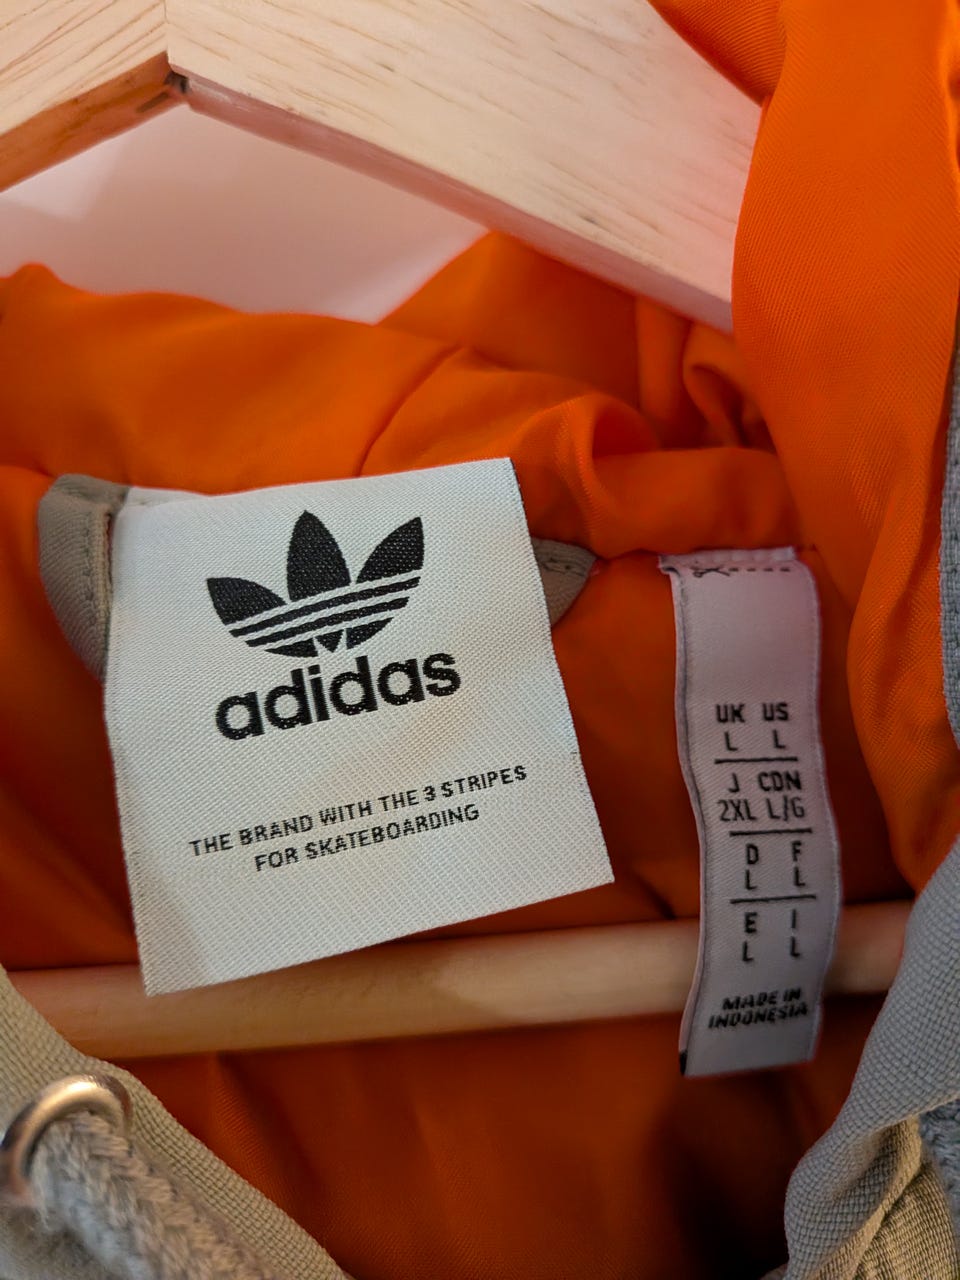 adidas
THE BRAND WITH THE 3 STRIPES
FOR SKATEBOARDING
UK US
L L
J CDN
2XL L/G
D F
L L
E I
L L
MADE IN
INDONESIA